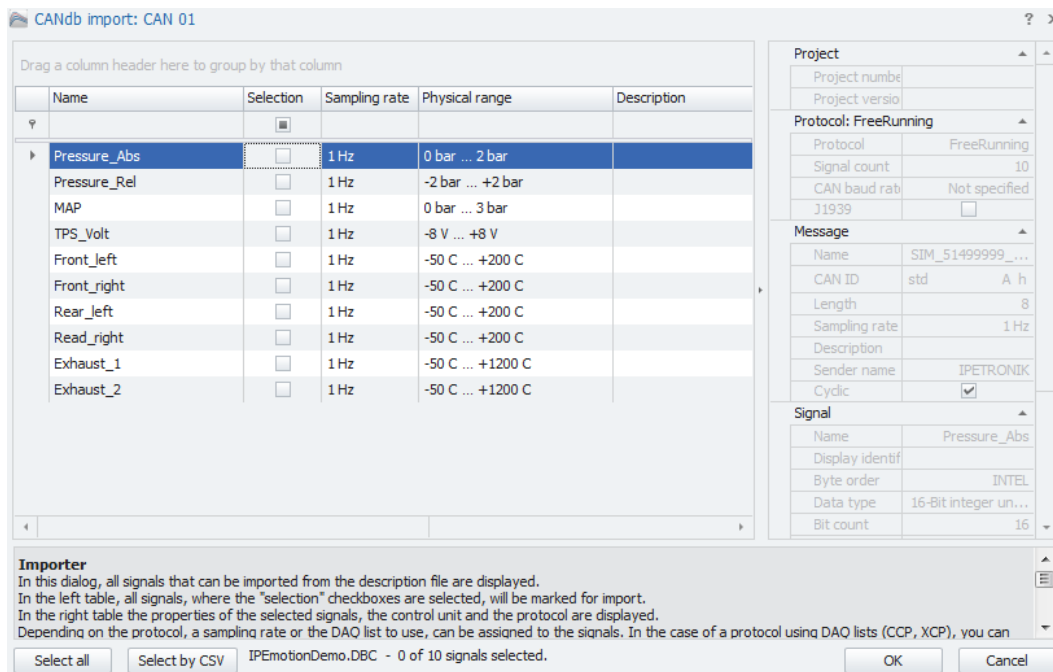 CANdb import: CAN 01
?
Drag a column header here to group by that column
Name Selection Sampling rate Physical range Description
Pressure_Abs 1 Hz 0 bar ... 2 bar
Pressure_Rel 1 Hz -2 bar ... +2 bar
MAP 1 Hz 0 bar ... 3 bar
TPS_Volt 1 Hz -8 V ... +8 V
Front_left 1 Hz -50 C ... +200 C
Front_right 1 Hz -50 C ... +200 C
Rear_left 1 Hz -50 C ... +200 C
Read_right 1 Hz -50 C ... +200 C
Exhaust_1 1 Hz -50 C ... +1200 C
Exhaust_2 1 Hz -50 C ... +1200 C
Project
Project numbe
Project versio
Protocol: FreeRunning
Protocol FreeRunning
Signal count 10
CAN baud rat Not specified
J1939
Message
Name SIM_51499999_...
CAN ID std A h
Length 8
Sampling rate 1 Hz
Description
Sender name IPETRONIK
Cyclic
Signal
Name Pressure_Abs
Display identif
Byte order INTEL
Data type 16-Bit integer un...
Bit count 16
Importer
In this dialog, all signals that can be imported from the description file are displayed.
In the left table, all signals, where the "selection" checkboxes are selected, will be marked for import.
In the right table the properties of the selected signals, the control unit and the protocol are displayed.
Depending on the protocol, a sampling rate or the DAQ list to use, can be assigned to the signals. In the case of a protocol using DAQ lists (CCP, XCP), you can
Select all Select by CSV IPEmotionDemo.DBC - 0 of 10 signals selected. OK Cancel